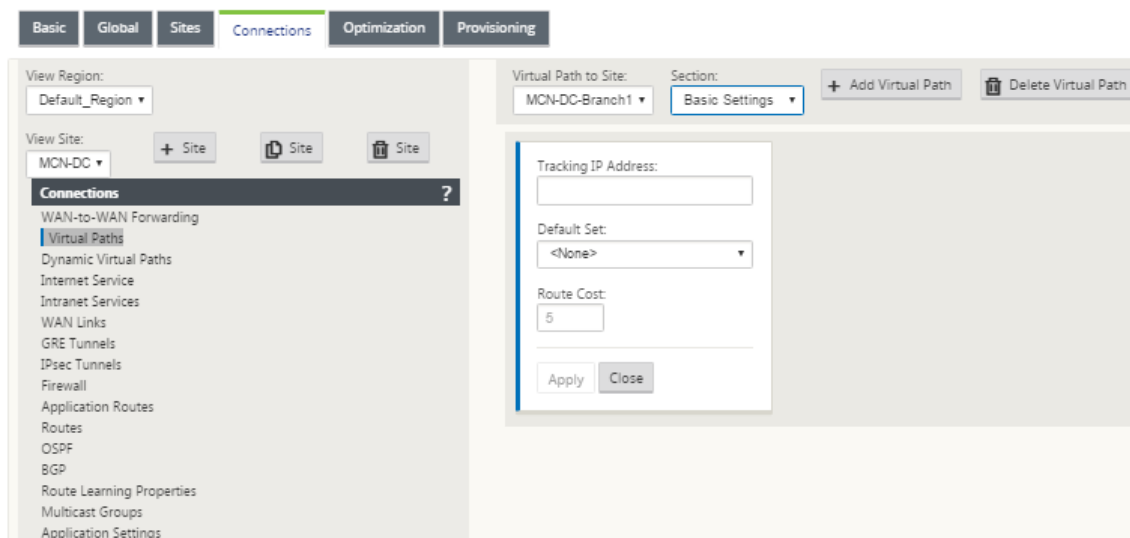 Basic Global Sites Connections Optimization Provisioning
View Region:
Default_Region
View Site:
MCN-DC
+ Site
Site
Site
Connections ?
WAN-to-WAN Forwarding
Virtual Paths
Dynamic Virtual Paths
Internet Service
Intranet Services
WAN Links
GRE Tunnels
IPsec Tunnels
Firewall
Application Routes
Routes
OSPF
BGP
Route Learning Properties
Multicast Groups
Application Settings
Virtual Path to Site: Section:
MCN-DC-Branch1 Basic Settings + Add Virtual Path Delete Virtual Path
Tracking IP Address:
Default Set:
<None>
Route Cost:
5
Apply Close